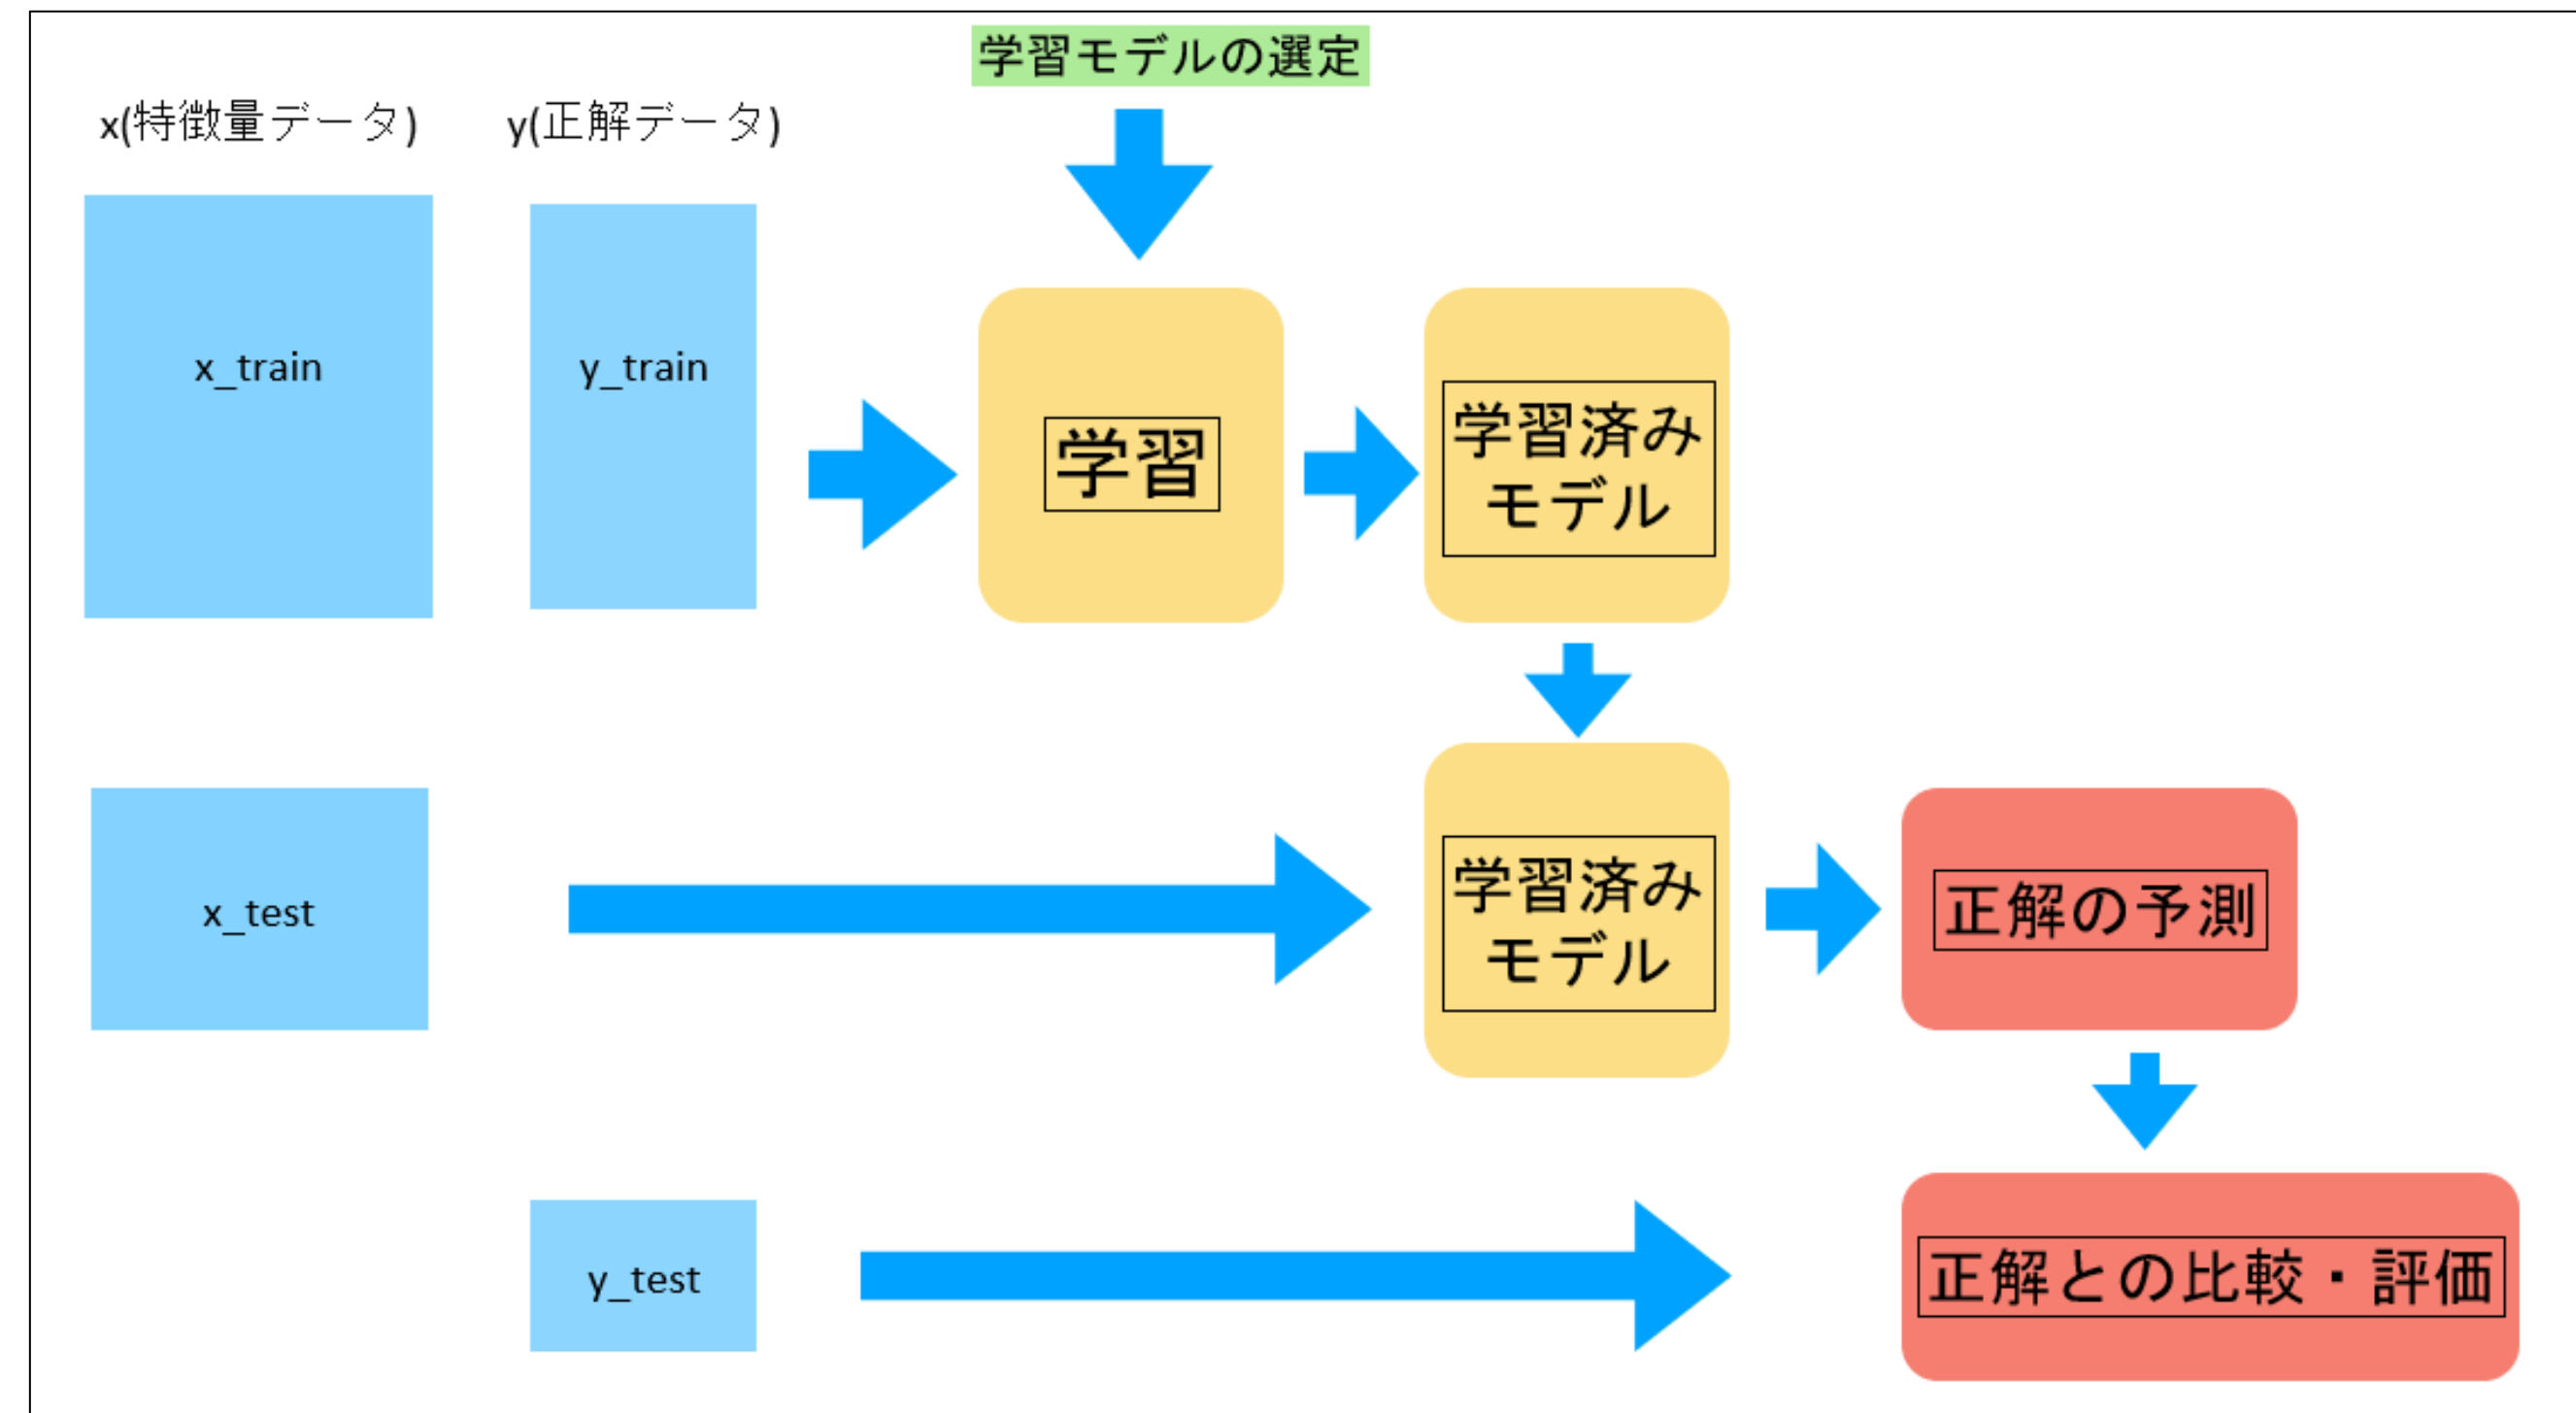 学習モデルの選定
x(特徴量データ)
y(正解データ)
x_train
y_train
学習
学習済み
モデル
x_test
学習済み
モデル
正解の予測
y_test
正解との比較・評価